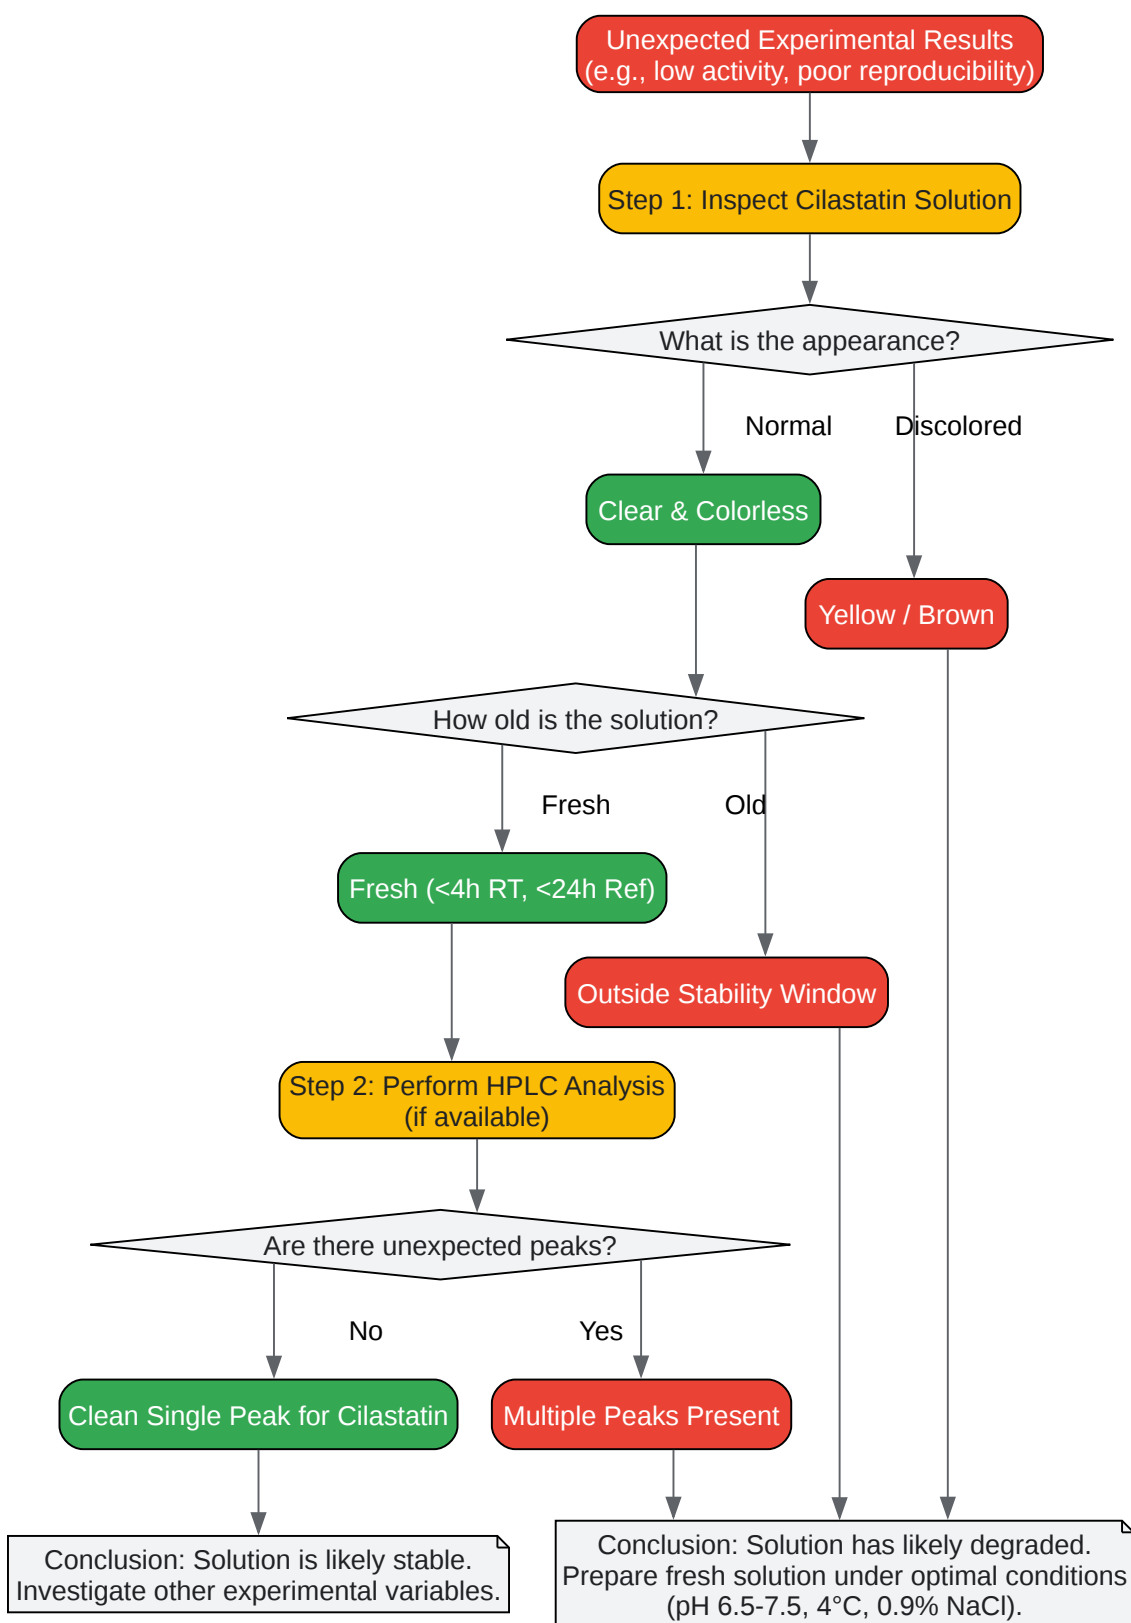 Unexpected Experimental Results
(e.g., low activity, poor reproducibility)
Step 1: Inspect Cilastatin Solution
What is the appearance?
Normal
Discolored
Clear & Colorless
Yellow / Brown
How old is the solution?
Fresh
Old
Fresh (<4h RT, <24h Ref)
Outside Stability Window
Step 2: Perform HPLC Analysis
(if available)
Are there unexpected peaks?
No
Yes
Clean Single Peak for Cilastatin
Multiple Peaks Present
Conclusion: Solution is likely stable.
Investigate other experimental variables.
Conclusion: Solution has likely degraded.
Prepare fresh solution under optimal conditions
(pH 6.5-7.5, 4°C, 0.9% NaCl).